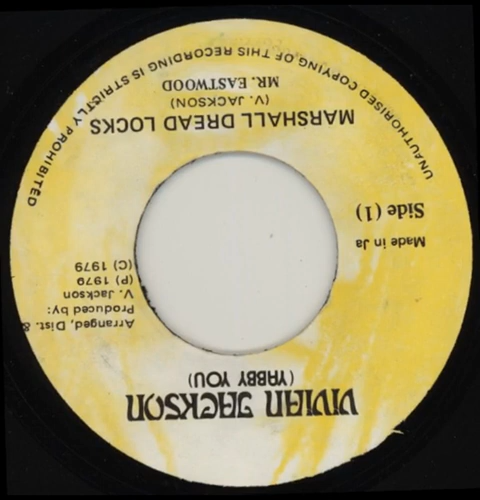 VIVIAN JACKSON
(YABBY YOU)
Arranged, Dist. &
Produced by:
V. Jackson
(P) 1979
(C) 1979
Made in Ja
Side (1)
MARSHALL DREAD LOCKS
(V. JACKSON)
MR. EASTWOOD
UNAUTHORISED COPYING OF THIS RECORDING IS STRICTLY PROHIBITED